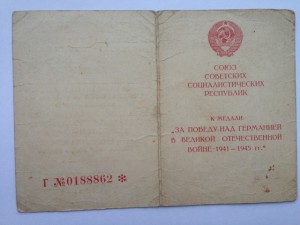 Г №0188862 *
СОЮЗ
СОВЕТСКИХ
СОЦИАЛИСТИЧЕСКИХ
РЕСПУБЛИК
К МЕДАЛИ
„ЗА ПОБЕДУ НАД ГЕРМАНИЕЙ
В ВЕЛИКОЙ ОТЕЧЕСТВЕННОЙ
ВОЙНЕ 1941—1945 гг.“